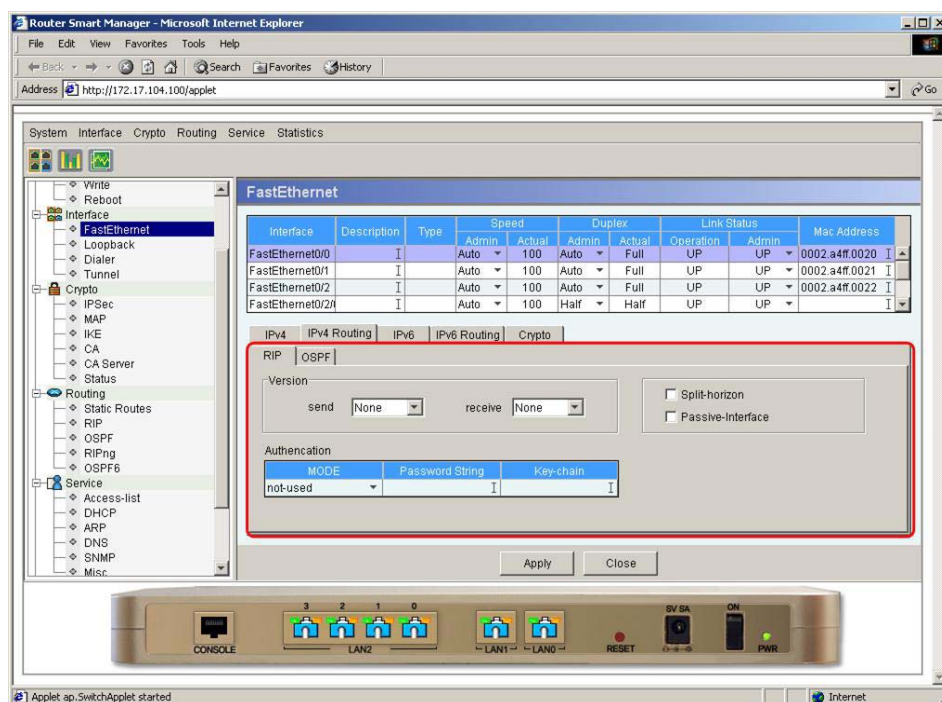 Router Smart Manager - Microsoft Internet Explorer
File Edit View Favorites Tools Help
Back Search Favorites History
Address http://172.17.104.100/applet Go
System Interface Crypto Routing Service Statistics
Write
Reboot
Interface
FastEthernet
Loopback
Dialer
Tunnel
Crypto
IPSec
MAP
IKE
CA
CA Server
Status
Routing
Static Routes
RIP
OSPF
RIPng
OSPF6
Service
Access-list
DHCP
ARP
DNS
SNMP
Misc
FastEthernet
Interface Description Type Speed Duplex Link Status Mac Address
Admin Actual Admin Actual Operation Admin
FastEthernet0/0 Auto 100 Auto Full UP UP 0002.a4ff.0020
FastEthernet0/1 Auto 100 Auto Full UP UP 0002.a4ff.0021
FastEthernet0/2 Auto 100 Auto Full UP UP 0002.a4ff.0022
FastEthernet0/2/ Auto 100 Half Half UP UP
IPv4 IPv4 Routing IPv6 IPv6 Routing Crypto
RIP OSPF
Version
send None receive None
Split-horizon
Passive-Interface
Authencation
MODE Password String Key-chain
not-used
Apply Close
3 2 1 0
CONSOLE LAN2 LAN1 LAN0 RESET 5V 5A ON PWR
Applet ap.SwitchApplet started Internet